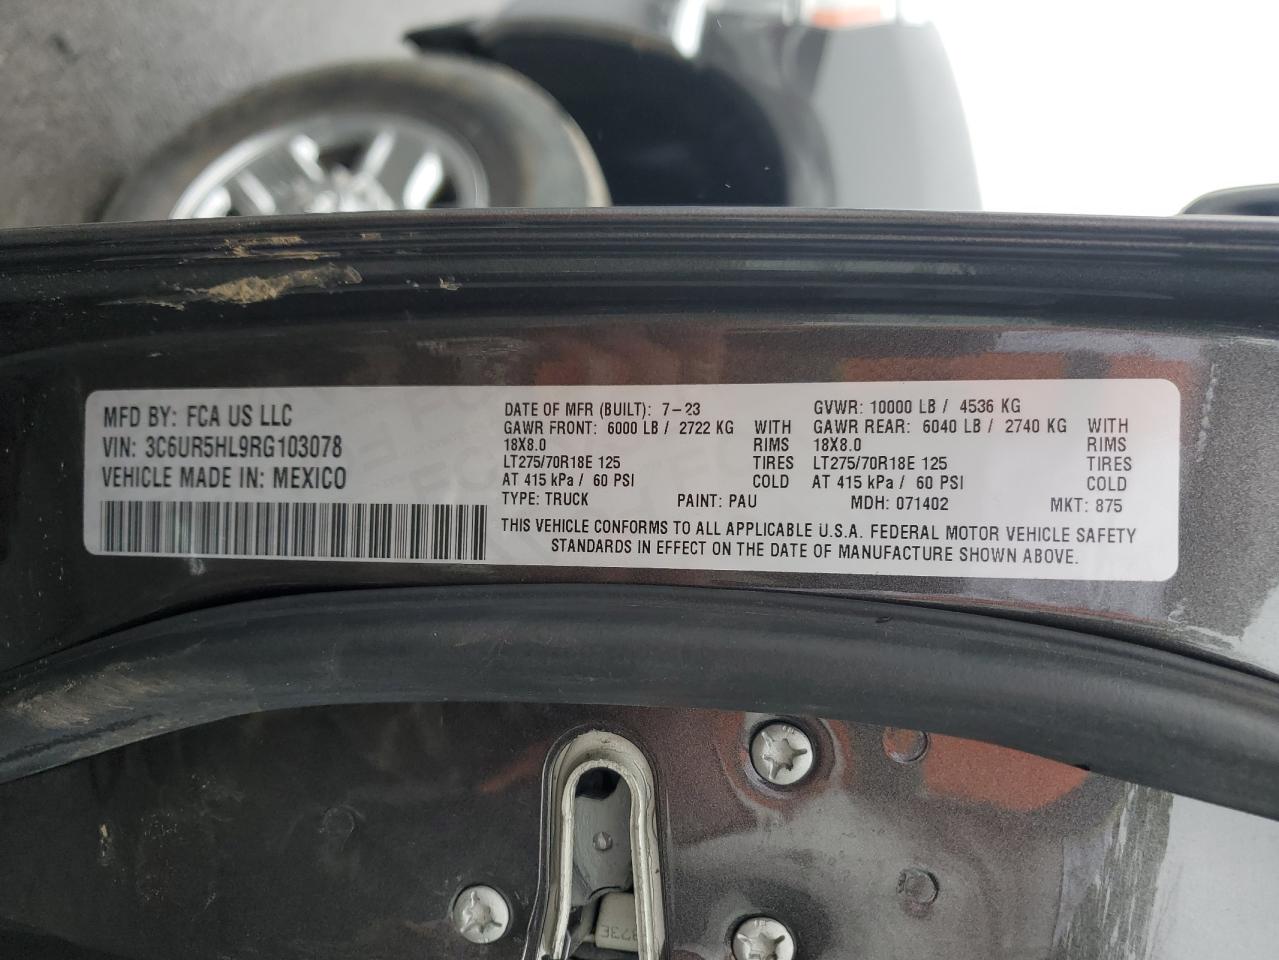 MFD BY: FCA US LLC
VIN: 3C6UR5HL9RG103078
VEHICLE MADE IN: MEXICO
DATE OF MFR (BUILT): 7-23 GVWR: 10000 LB / 4536 KG
GAWR FRONT: 6000 LB / 2722 KG WITH GAWR REAR: 6040 LB / 2740 KG WITH
18X8.0 RIMS 18X8.0 RIMS
LT275/70R18E 125 TIRES LT275/70R18E 125 TIRES
AT 415 kPa / 60 PSI COLD AT 415 kPa / 60 PSI COLD
TYPE: TRUCK PAINT: PAU MDH: 071402 MKT: 875
THIS VEHICLE CONFORMS TO ALL APPLICABLE U.S.A. FEDERAL MOTOR VEHICLE SAFETY
STANDARDS IN EFFECT ON THE DATE OF MANUFACTURE SHOWN ABOVE.